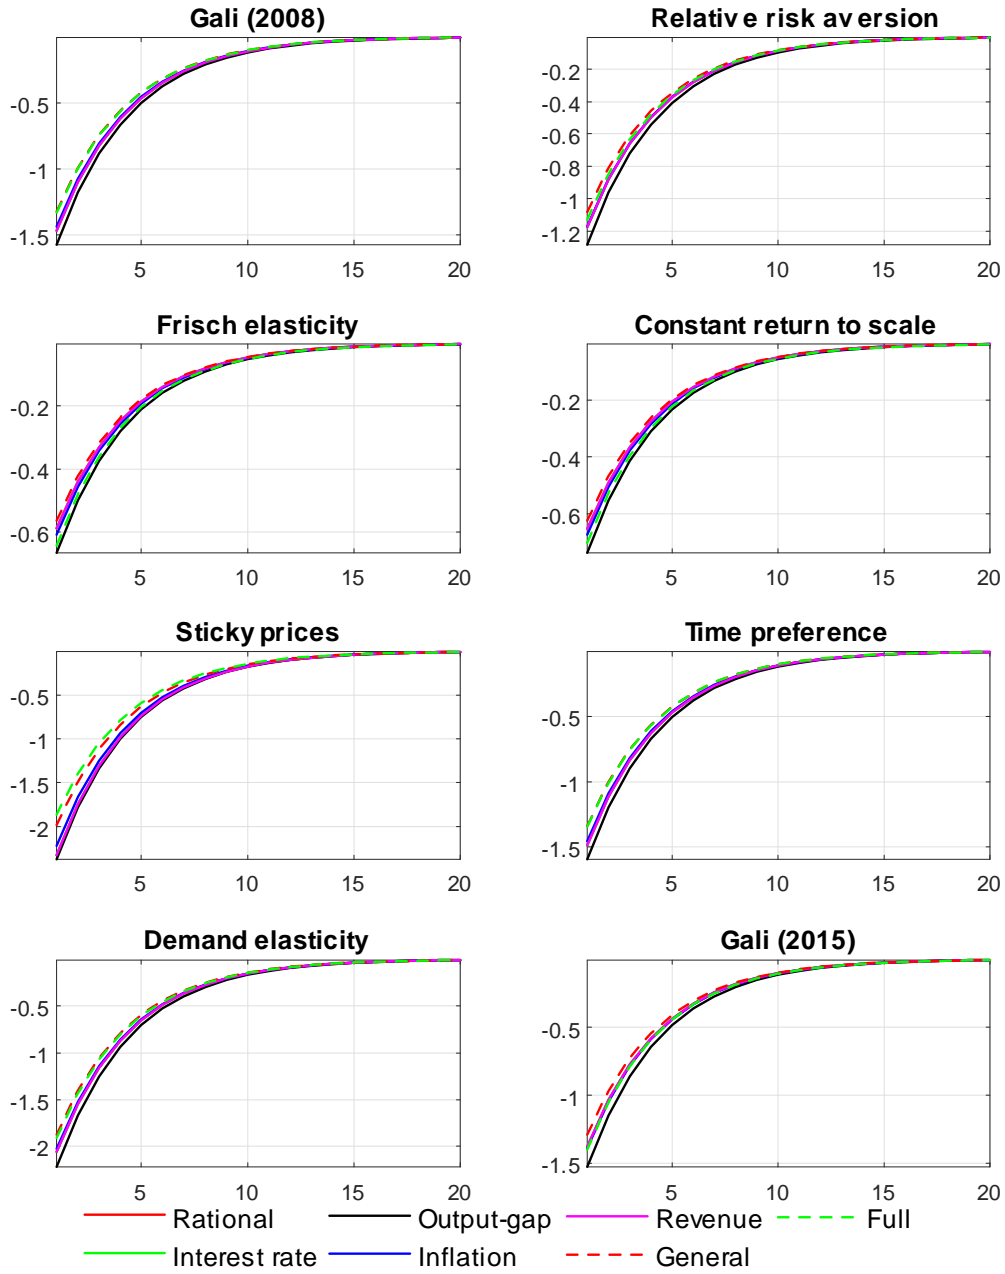 Gali (2008)
-0.5
-1
-1.5
5 10 15 20
Relative risk aversion
-0.2
-0.4
-0.6
-0.8
-1
-1.2
5 10 15 20
Frisch elasticity
-0.2
-0.4
-0.6
5 10 15 20
Constant return to scale
-0.2
-0.4
-0.6
5 10 15 20
Sticky prices
-0.5
-1
-1.5
-2
5 10 15 20
Time preference
-0.5
-1
-1.5
5 10 15 20
Demand elasticity
-0.5
-1
-1.5
-2
5 10 15 20
Gali (2015)
-0.5
-1
-1.5
5 10 15 20
Rational Output-gap Revenue Full
Interest rate Inflation General